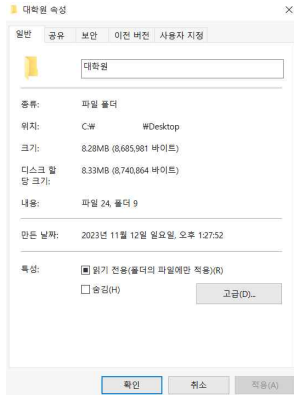 대학원 속성
일반 공유 보안 이전 버전 사용자 지정
대학원
종류: 파일 폴더
위치: C:₩ ₩Desktop
크기: 8.28MB (8,685,981 바이트)
디스크 할
당 크기: 8.33MB (8,740,864 바이트)
내용: 파일 24, 폴더 9
만든 날짜: 2023년 11월 12일 일요일, 오후 1:27:52
특성: 읽기 전용(폴더의 파일에만 적용)(R)
숨김(H)
고급(D)...
확인 취소 적용(A)